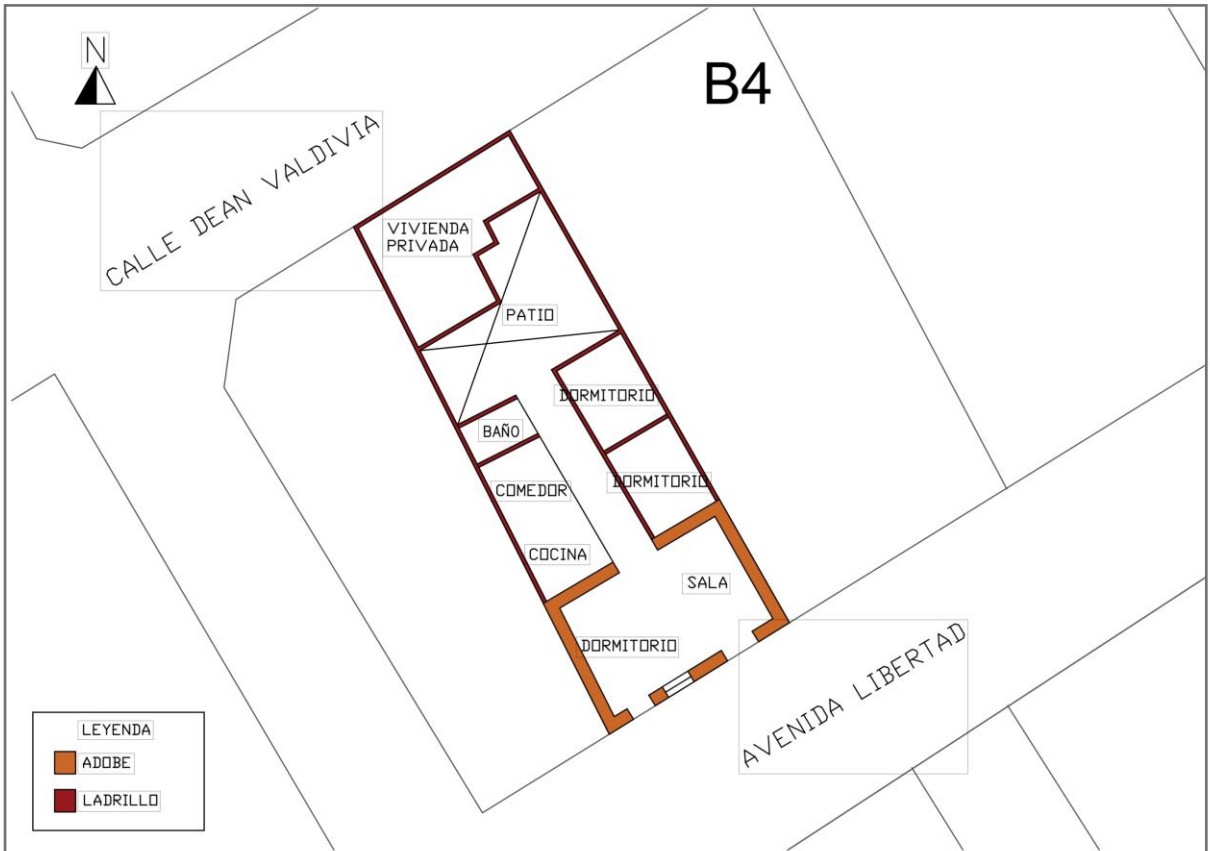 N
B4
CALLE DEAN VALDIVIA
VIVIENDA
PRIVADA
PATIO
DORMITORIO
BAÑO
DORMITORIO
COMEDOR
COCINA
SALA
DORMITORIO
AVENIDA LIBERTAD
LEYENDA
ADOBE
LADRILLO